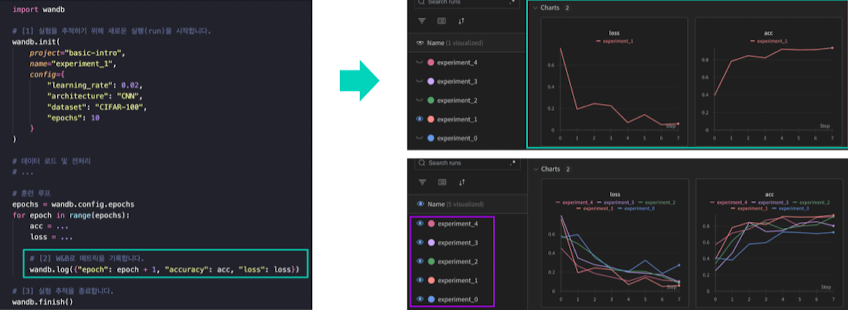 import wandb
# [1] 실험을 추적하기 위해 새로운 실행(run)을 시작합니다.
wandb.init(
project="basic-intro",
name="experiment_1",
config={
"learning_rate": 0.02,
"architecture": "CNN",
"dataset": "CIFAR-100",
"epochs": 10
}
)
# 데이터 로드 및 전처리
# ...
# 훈련 루프
epochs = wandb.config.epochs
for epoch in range(epochs):
acc = ...
loss = ...
# [2] W&B로 메트릭을 기록합니다.
wandb.log({"epoch": epoch + 1, "accuracy": acc, "loss": loss})
# [3] 실험 추적을 종료합니다.
wandb.finish()
Search runs .*
Name (1 visualized)
experiment_4
experiment_3
experiment_2
experiment_1
experiment_0
Charts 2
loss
experiment_1
0.6
0.4
0.2
0
Step
0 1 2 3 4 5 6 7
acc
experiment_1
0.8
0.6
0.4
0.2
0
Step
0 1 2 3 4 5 6 7
Search runs .*
Name (5 visualized)
experiment_4
experiment_3
experiment_2
experiment_1
experiment_0
Charts 2
loss
experiment_4 experiment_3 experiment_2
experiment_1 experiment_0
0.6
0.4
0.2
0
Step
0 1 2 3 4 5 6 7
acc
experiment_4 experiment_3 experiment_2
experiment_1 experiment_0
0.8
0.6
0.4
0.2
0
Step
0 1 2 3 4 5 6 7